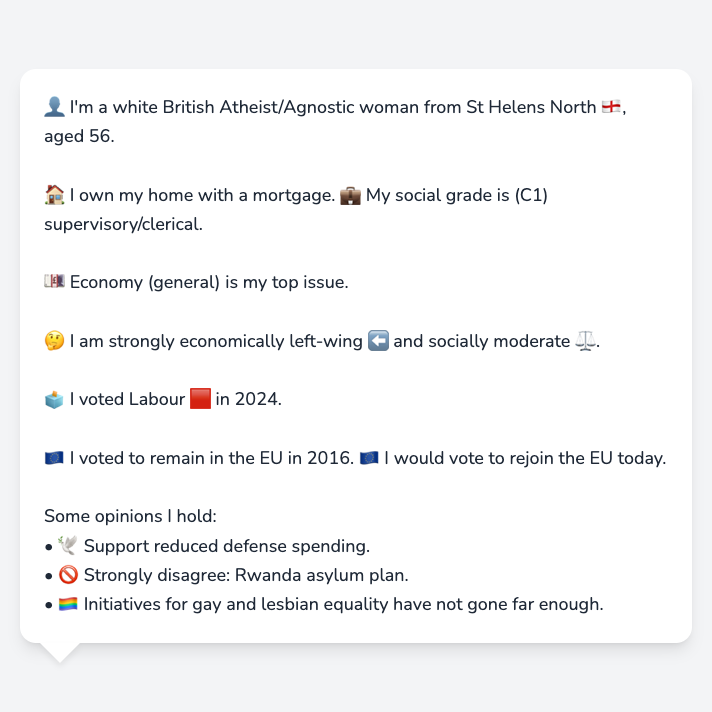 👤 I'm a white British Atheist/Agnostic woman from St Helens North 🏴󠁧󠁢󠁥󠁮󠁧󠁿,
aged 56.
🏠 I own my home with a mortgage. 💼 My social grade is (C1)
supervisory/clerical.
💷 Economy (general) is my top issue.
🤔 I am strongly economically left-wing ⬅️ and socially moderate ⚖️.
🗳️ I voted Labour 🟥 in 2024.
🇪🇺 I voted to remain in the EU in 2016. 🇪🇺 I would vote to rejoin the EU today.
Some opinions I hold:
• 🕊️ Support reduced defense spending.
• 🚫 Strongly disagree: Rwanda asylum plan.
• 🏳️‍🌈 Initiatives for gay and lesbian equality have not gone far enough.